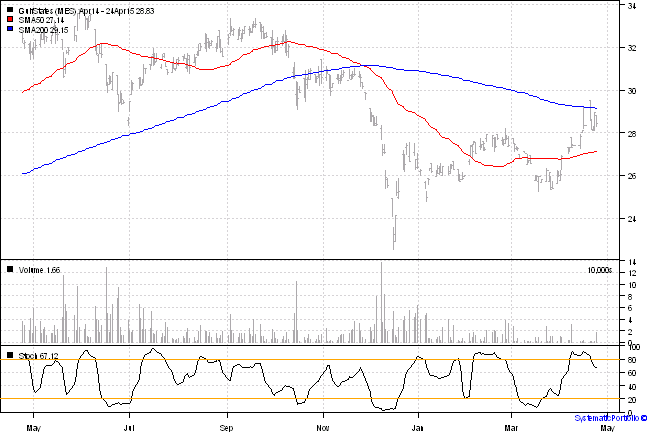 GulfStates (MES) Apr14 - 24Apr15 28.83
SMA50 27.14
SMA200 29.15
34
32
30
28
26
24
Volume 1.66
14
10,000s
12
10
8
6
4
2
0
Stoch 67.12
100
80
60
40
20
0
May Jul Sep Nov Jan Mar May
SystematicPortfolio ©